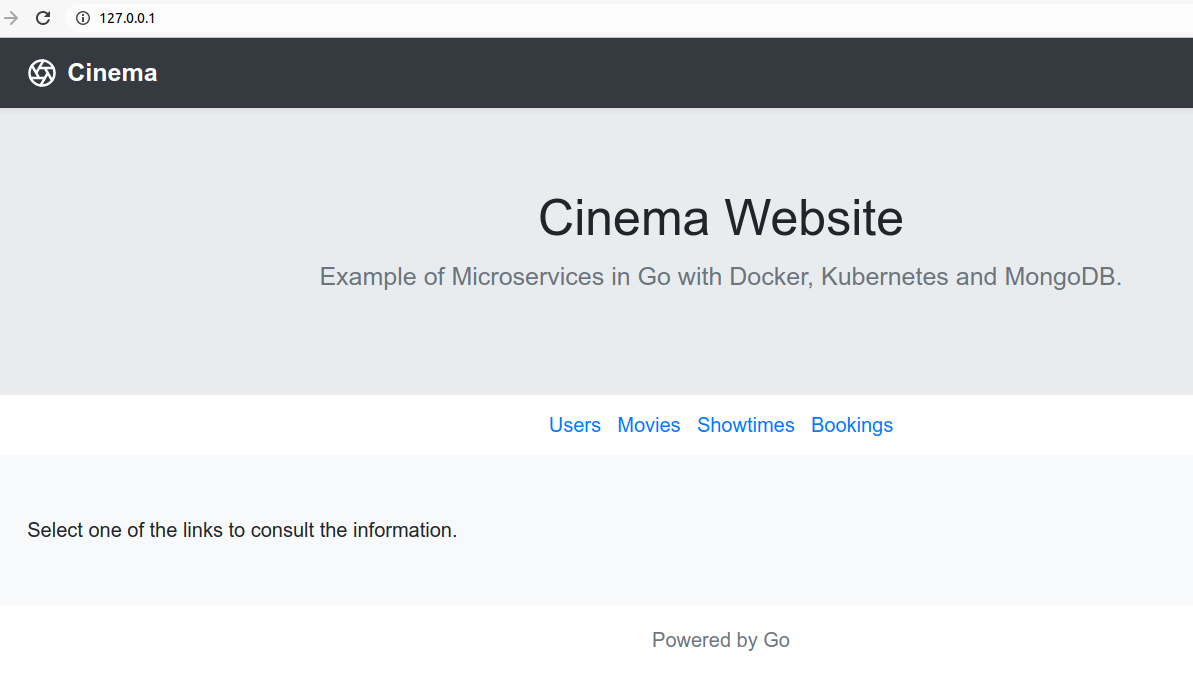 127.0.0.1
Cinema
Cinema Website
Example of Microservices in Go with Docker, Kubernetes and MongoDB.
Users Movies Showtimes Bookings
Select one of the links to consult the information.
Powered by Go